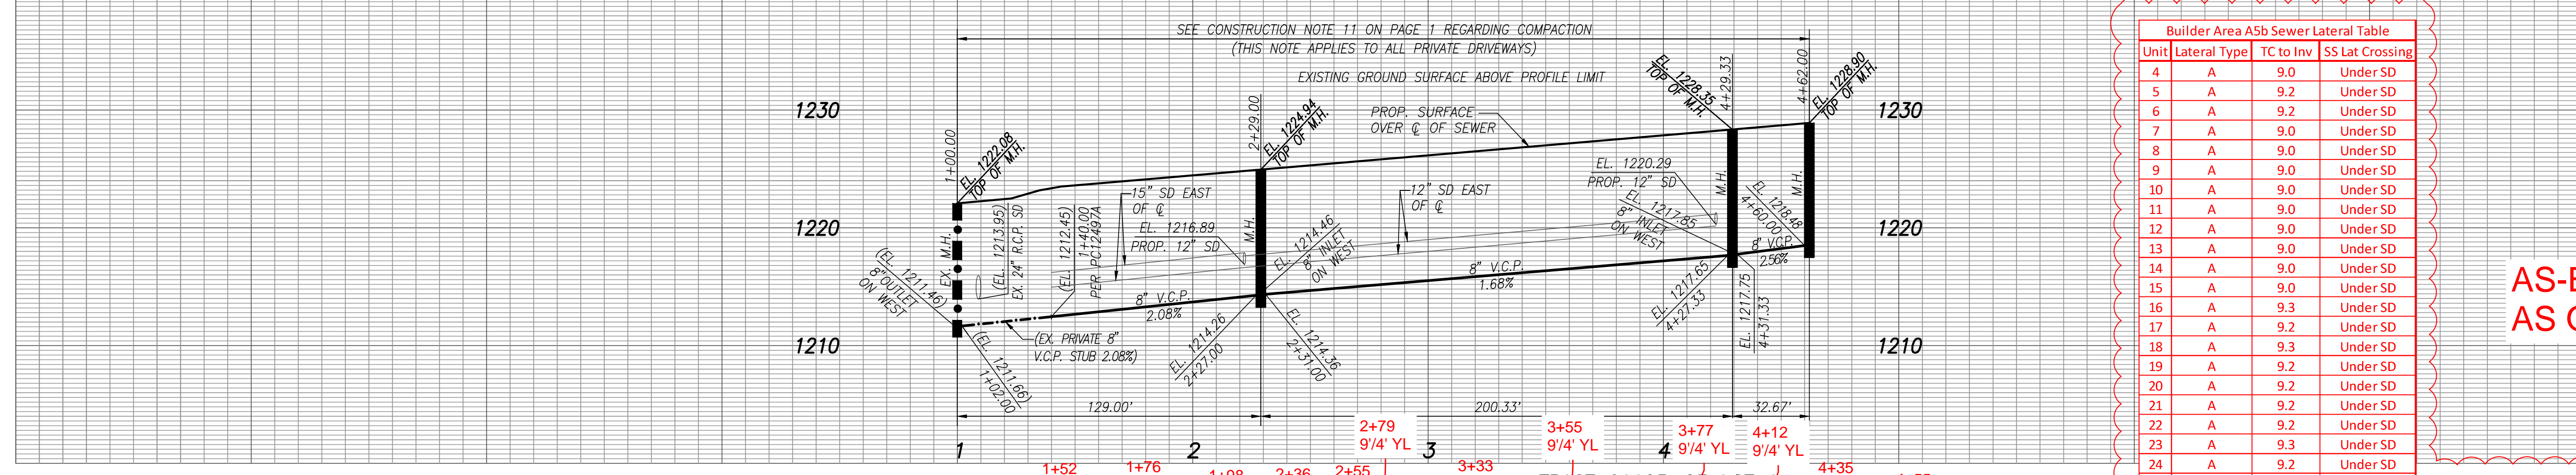 SEE CONSTRUCTION NOTE 11 ON PAGE 1 REGARDING COMPACTION
(THIS NOTE APPLIES TO ALL PRIVATE DRIVEWAYS)
EXISTING GROUND SURFACE ABOVE PROFILE LIMIT
1230
1220
1210
1+00.00
EL. 1222.08
TOP OF M.H.
EX. M.H.
(EL. 1211.46)
8" OUTLET
ON WEST
(EL. 1211.66)
1+02.00
(EL. 1213.95)
EX. 24" R.C.P. SD
(EL. 1212.45)
1+40.00
PER PC12497A
(EX. PRIVATE 8"
V.C.P. STUB 2.08%)
15" SD EAST
OF ℄
EL. 1216.89
PROP. 12" SD
8" V.C.P.
2.08%
2+29.00
EL. 1224.94
TOP OF M.H.
M.H.
EL. 1214.46
8" INLET
ON WEST
EL. 1214.26
2+27.00
EL. 1214.36
2+31.00
PROP. SURFACE
OVER ℄ OF SEWER
12" SD EAST
OF ℄
8" V.C.P.
1.68%
EL. 1220.29
PROP. 12" SD
EL. 1217.85
8" INLET
ON WEST
EL. 1228.35
TOP OF M.H.
4+29.33
M.H.
EL. 1217.65
4+27.33
EL. 1217.75
4+31.33
EL. 1218.48
4+60.00
8" V.C.P.
2.56%
4+62.00
M.H.
EL. 1228.90
TOP OF M.H.
1230
1220
1210
129.00'
200.33'
32.67'
1
2
3
4
2+79
9'/4' YL
3+55
9'/4' YL
3+77
9'/4' YL
4+12
9'/4' YL
1+52
1+76
1+98
2+36
2+55
3+33
4+35
Builder Area A5b Sewer Lateral Table
Unit Lateral Type TC to Inv SS Lat Crossing
4 A 9.0 Under SD
5 A 9.2 Under SD
6 A 9.2 Under SD
7 A 9.0 Under SD
8 A 9.0 Under SD
9 A 9.0 Under SD
10 A 9.0 Under SD
11 A 9.0 Under SD
12 A 9.0 Under SD
13 A 9.0 Under SD
14 A 9.0 Under SD
15 A 9.0 Under SD
16 A 9.3 Under SD
17 A 9.2 Under SD
18 A 9.3 Under SD
19 A 9.2 Under SD
20 A 9.2 Under SD
21 A 9.2 Under SD
22 A 9.2 Under SD
23 A 9.3 Under SD
24 A 9.2 Under SD
AS-
AS